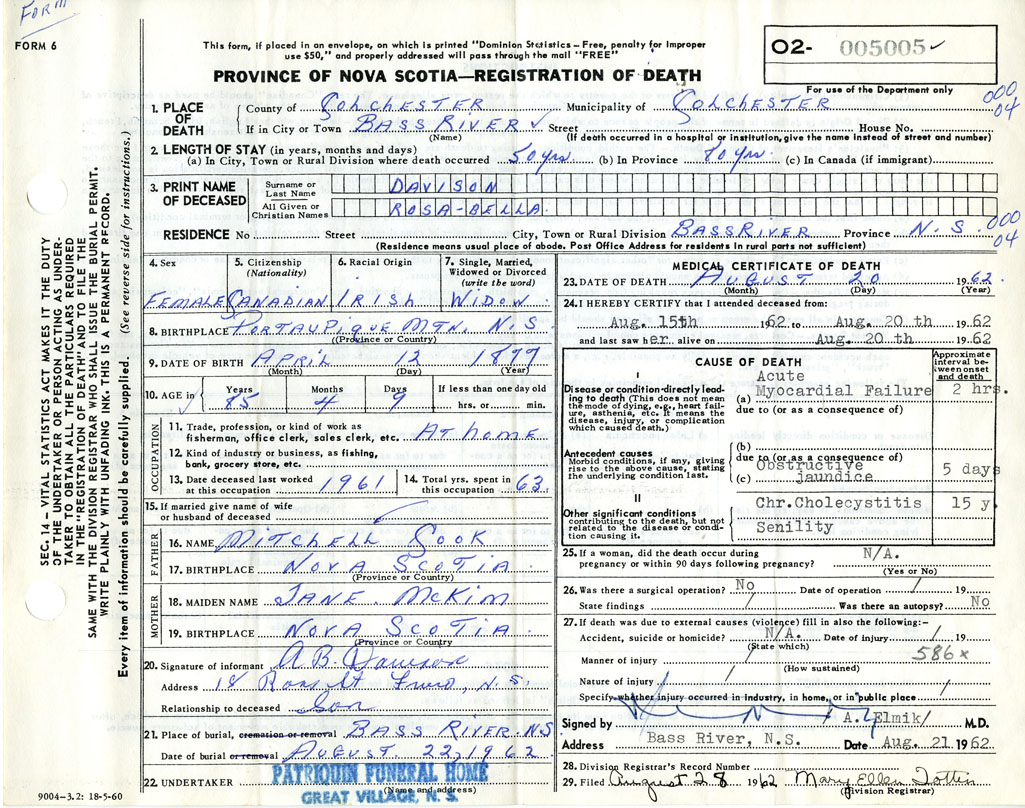 Form
FORM 6
This form, if placed in an envelope, on which is printed "Dominion Statistics – Free, penalty for improper
use $50," and properly addressed will pass through the mail "FREE"
PROVINCE OF NOVA SCOTIA—REGISTRATION OF DEATH
O2- 005005 ✓
For use of the Department only
000
04
1. PLACE OF DEATH
County of COLCHESTER Municipality of COLCHESTER
If in City or Town BASS RIVER ✓ Street House No.
(Name) (If death occurred in a hospital or institution, give the name instead of street and number)
2. LENGTH OF STAY (in years, months and days)
(a) In City, Town or Rural Division where death occurred 50 yrs (b) In Province 80 yrs. (c) In Canada (if immigrant)
3. PRINT NAME OF DECEASED
Surname or Last Name DAVISON
All Given or Christian Names ROSA-BELLA
RESIDENCE No Street City, Town or Rural Division BASS RIVER Province N.S.
000
04
(Residence means usual place of abode. Post Office Address for residents in rural parts not sufficient)
4. Sex
FEMALE
5. Citizenship (Nationality)
CANADIAN
6. Racial Origin
IRISH
7. Single, Married, Widowed or Divorced (write the word)
WIDOW
8. BIRTHPLACE PORTAUPIQUE MTN. N.S.
(Province or Country)
9. DATE OF BIRTH APRIL 12 1877
(Month) (Day) (Year)
10. AGE in
Years 85
Months 4
Days 9
If less than one day old
hrs. or min.
OCCUPATION
11. Trade, profession, or kind of work as
fisherman, office clerk, sales clerk, etc. AT HOME
12. Kind of industry or business, as fishing,
bank, grocery store, etc.
13. Date deceased last worked
at this occupation 1961
14. Total yrs. spent in
this occupation 63
15. If married give name of wife
or husband of deceased
FATHER
16. NAME MITCHELL COOK
17. BIRTHPLACE NOVA SCOTIA
(Province or Country)
MOTHER
18. MAIDEN NAME JANE MCKIM
19. BIRTHPLACE NOVA SCOTIA
(Province or Country)
20. Signature of informant A.B. Davison
Address 18 Truro, N.S.
Relationship to deceased Son
21. Place of burial, cremation or removal BASS RIVER NS
Date of burial or removal AUGUST 22, 1962
22. UNDERTAKER PATRIQUIN FUNERAL HOME
(Name and address)
GREAT VILLAGE, N. S.
9004-3.2: 18-5-60
MEDICAL CERTIFICATE OF DEATH
23. DATE OF DEATH AUGUST 20 1962
(Month) (Day) (Year)
24. I HEREBY CERTIFY that I attended deceased from:
Aug. 15th 1962 to Aug. 20 th 1962
and last saw her. alive on Aug. 20 th 1962
CAUSE OF DEATH
Approximate interval between onset and death
I
Disease or condition directly leading to death (This does not mean the mode of dying, e.g., heart failure, asthenia, etc. It means the disease, injury, or complication which caused death.)
Acute
(a) Myocardial Failure 2 hrs.
due to (or as a consequence of)
Antecedent causes
Morbid conditions, if any, giving rise to the above cause, stating the underlying condition last.
(b)
due to (or as a consequence of)
Obstructive
(c) jaundice 5 days
II
Other significant conditions
contributing to the death, but not related to the disease or condition causing it.
Chr.Cholecystitis 15 y.
Senility
25. If a woman, did the death occur during
pregnancy or within 90 days following pregnancy? N/A.
(Yes or No)
26. Was there a surgical operation? No Date of operation / 19
State findings / Was there an autopsy? No
27. If death was due to external causes (violence) fill in also the following:–
Accident, suicide or homicide? N/A. Date of injury / 19
(State which)
586 x
Manner of injury /
(How sustained)
Nature of injury /
Specify whether injury occurred in industry, in home, or in public place /
Signed by A. Elmik/ M.D.
Address Bass River, N.S. Date Aug. 21 1962
28. Division Registrar's Record Number
29. Filed August 28 1962 Mary Ellen
(Division Registrar)
SEC. 14 – VITAL STATISTICS ACT MAKES IT THE DUTY
OF THE UNDERTAKER OR PERSON ACTING AS UNDER-
TAKER TO OBTAIN ALL THE PARTICULARS REQUIRED
IN THE "REGISTRATION OF DEATH" AND TO FILE THE
SAME WITH THE DIVISION REGISTRAR WHO SHALL ISSUE THE BURIAL PERMIT.
WRITE PLAINLY WITH UNFADING INK. THIS IS A PERMANENT RECORD.
Every item of information should be carefully supplied. (See reverse side for instructions.)